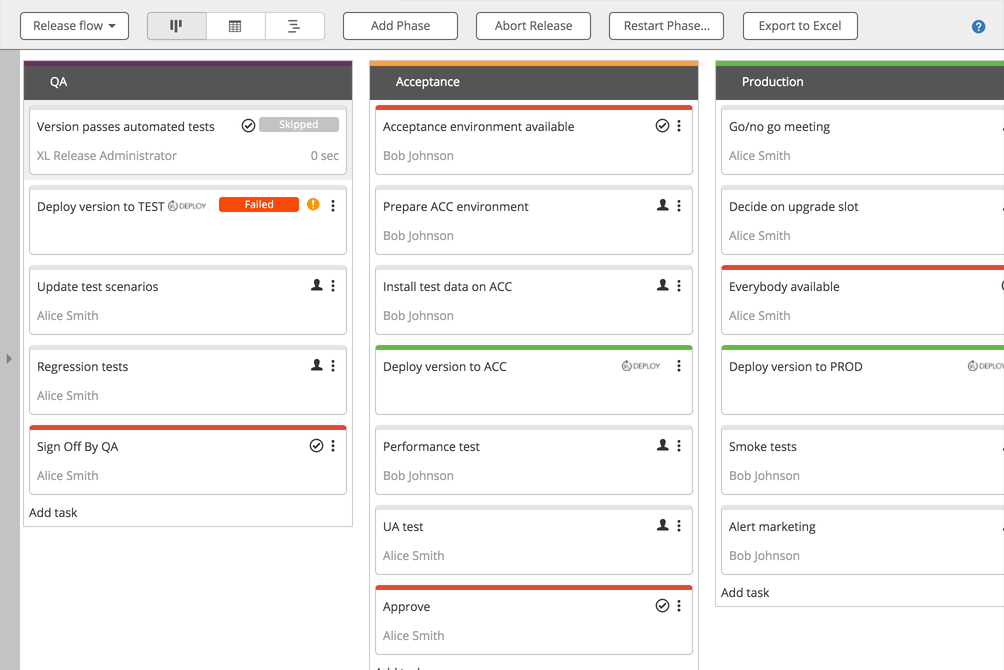 Release flow
Add Phase
Abort Release
Restart Phase...
Export to Excel
?
QA
Version passes automated tests
Skipped
XL Release Administrator
0 sec
Deploy version to TEST
DEPLOY
Failed
Update test scenarios
Alice Smith
Regression tests
Alice Smith
Sign Off By QA
Alice Smith
Add task
Acceptance
Acceptance environment available
Bob Johnson
Prepare ACC environment
Bob Johnson
Install test data on ACC
Bob Johnson
Deploy version to ACC
DEPLOY
Performance test
Bob Johnson
UA test
Alice Smith
Approve
Alice Smith
Production
Go/no go meeting
Alice Smith
Decide on upgrade slot
Alice Smith
Everybody available
Alice Smith
Deploy version to PROD
DEPLOY
Smoke tests
Bob Johnson
Alert marketing
Bob Johnson
Add task